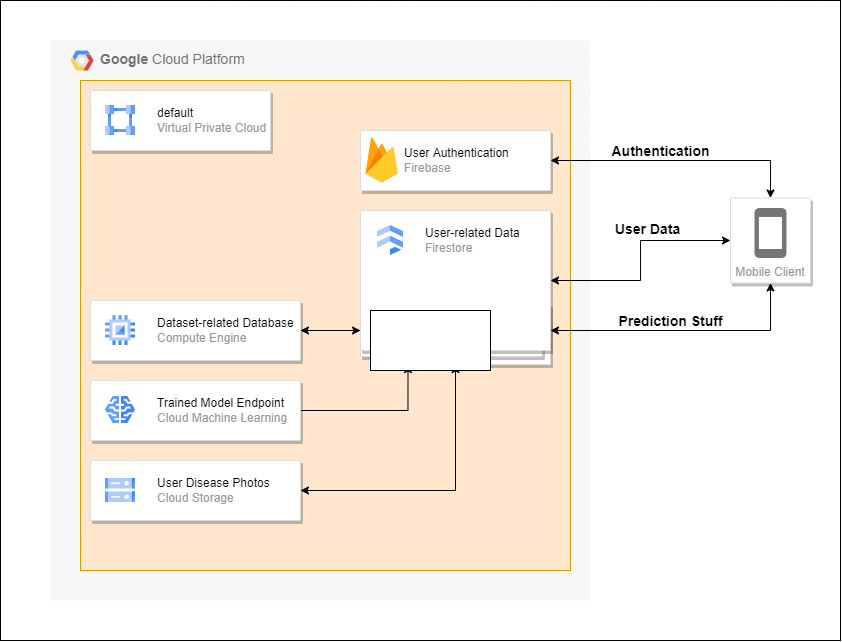 Google Cloud Platform
default
Virtual Private Cloud
User Authentication
Firebase
Authentication
User-related Data
Firestore
User Data
Mobile Client
Dataset-related Database
Compute Engine
Prediction Stuff
Trained Model Endpoint
Cloud Machine Learning
User Disease Photos
Cloud Storage